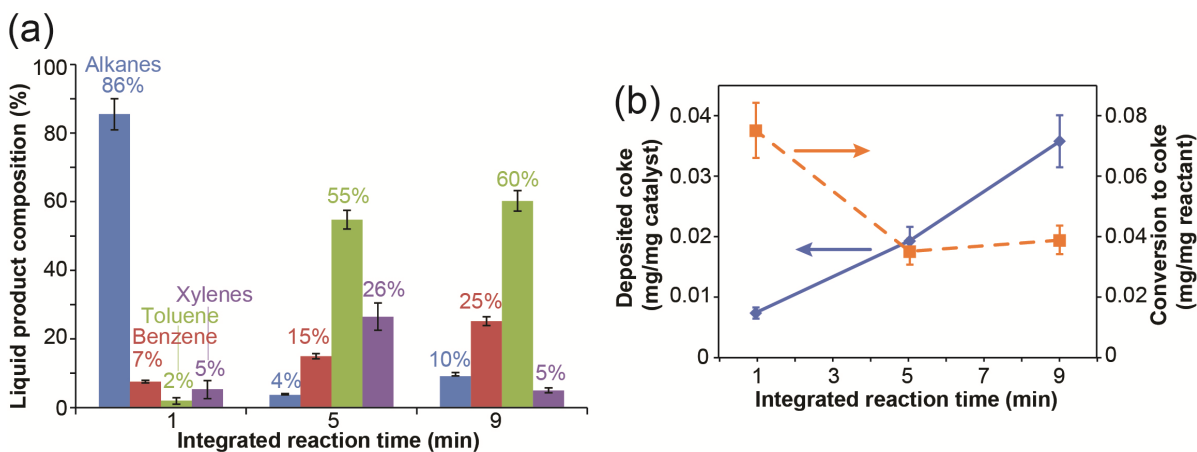 (a)
Liquid product composition (%)
100
80
60
40
20
0
Alkanes
86%
Benzene
7%
Toluene
2%
Xylenes
5%
4%
15%
55%
26%
10%
25%
60%
5%
1
5
9
Integrated reaction time (min)
(b)
Deposited coke
(mg/mg catalyst)
0.04
0.03
0.02
0.01
0
0.08
0.06
0.04
0.02
0
Conversion to coke
(mg/mg reactant)
1
3
5
7
9
Integrated reaction time (min)